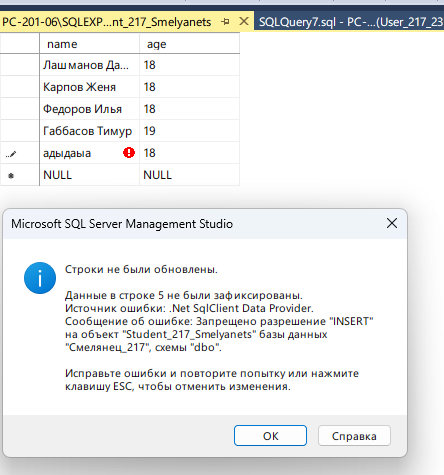 PC-201-06\SQLEXP...nt_217_Smelyanets
SQLQuery7.sql - PC-...(User_217_23
name age
Лашманов Да... 18
Карпов Женя 18
Федоров Илья 18
Габбасов Тимур 19
адыдаыа 18
NULL NULL
Microsoft SQL Server Management Studio
Строки не были обновлены.
Данные в строке 5 не были зафиксированы.
Источник ошибки: .Net SqlClient Data Provider.
Сообщение об ошибке: Запрещено разрешение "INSERT"
на объект "Student_217_Smelyanets" базы данных
"Смелянец_217", схемы "dbo".
Исправьте ошибки и повторите попытку или нажмите
клавишу ESC, чтобы отменить изменения.
ОК Справка